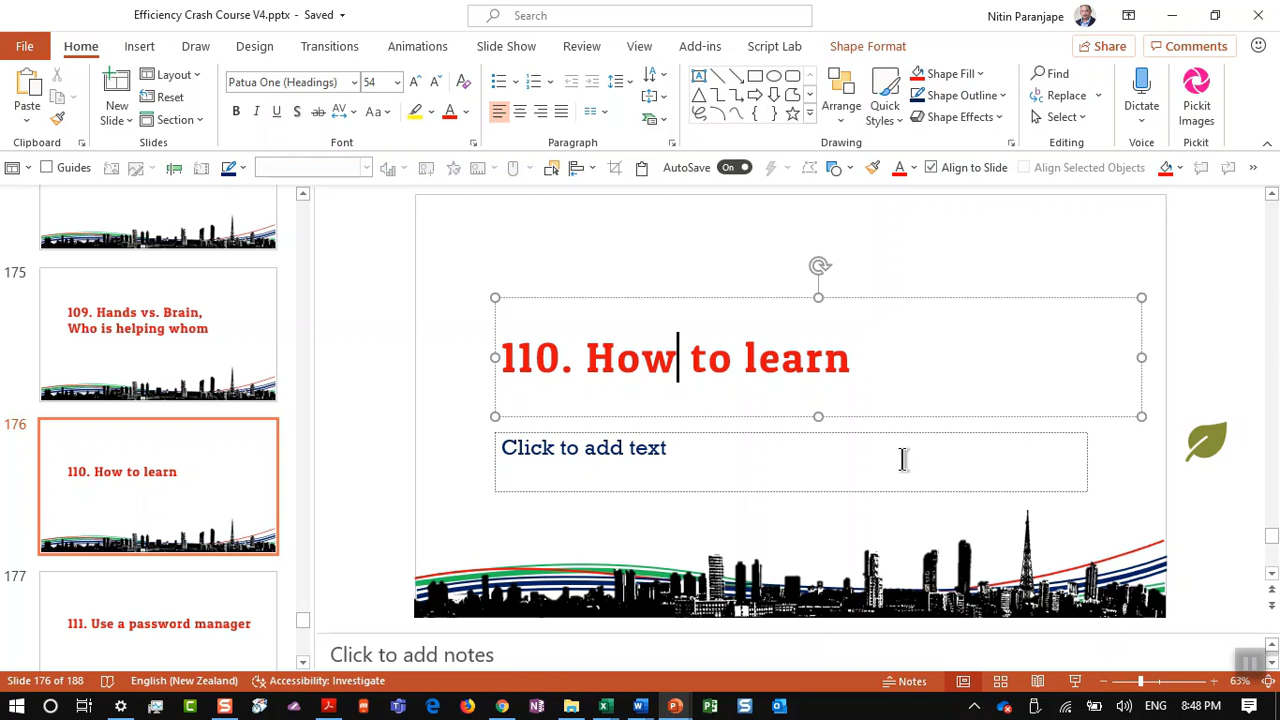 Efficiency Crash Course V4.pptx - Saved
Search
Nitin Paranjape
File Home Insert Draw Design Transitions Animations Slide Show Review View Add-ins Script Lab Shape Format Share Comments
Paste
New Slide
Layout
Reset
Section
Patua One (Headings) 54
B I U S ab AV Aa A
Arrange
Quick Styles
Shape Fill
Shape Outline
Shape Effects
Find
Replace
Select
Dictate
Pickit Images
Clipboard Slides Font Paragraph Drawing Editing Voice Pickit
Guides AutoSave On Align to Slide Align Selected Objects
175
109. Hands vs. Brain,
Who is helping whom
176
110. How to learn
177
111. Use a password manager
110. How to learn
Click to add text
Click to add notes
Slide 176 of 188 English (New Zealand) Accessibility: Investigate Notes 63%
ENG 8:48 PM